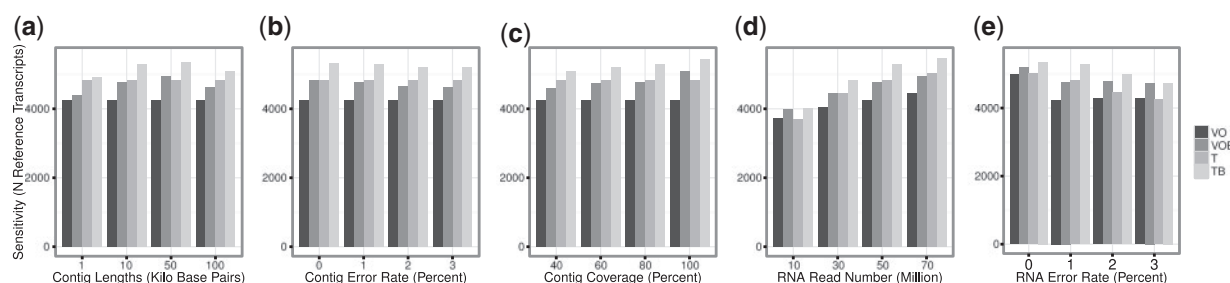 (a)
(b)
(c)
(d)
(e)
Sensitivity (N Reference Transcripts)
4000
2000
0
1 10 50 100
Contig Lengths (Kilo Base Pairs)
4000
2000
0
0 1 2 3
Contig Error Rate (Percent)
4000
2000
0
40 60 80 100
Contig Coverage (Percent)
4000
2000
0
10 30 50 70
RNA Read Number (Million)
4000
2000
0
0 1 2 3
RNA Error Rate (Percent)
VO
VOB
T
TB